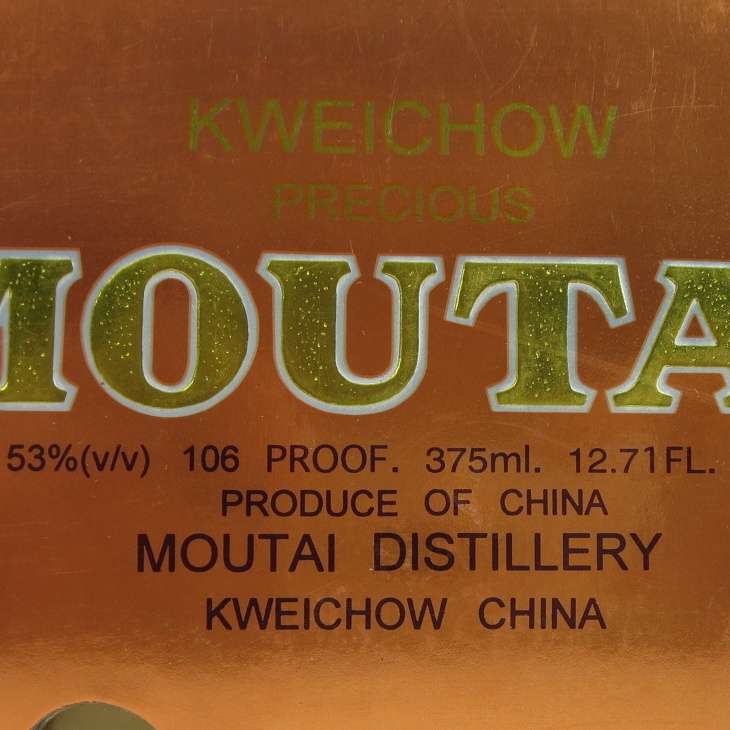 KWEICHOW
PRECIOUS
MOUTA
53%(v/v) 106 PROOF. 375ml. 12.71FL.
PRODUCE OF CHINA
MOUTAI DISTILLERY
KWEICHOW CHINA